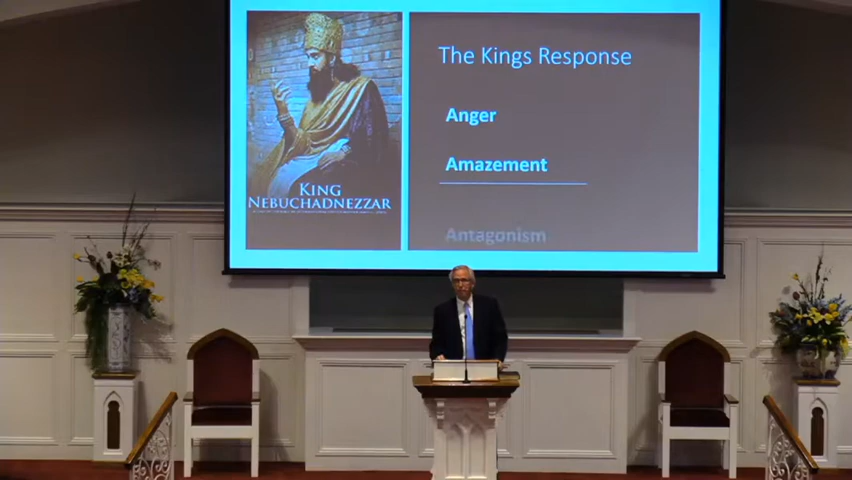 KING
NEBUCHADNEZZAR
The Kings Response
Anger
Amazement
Antagonism